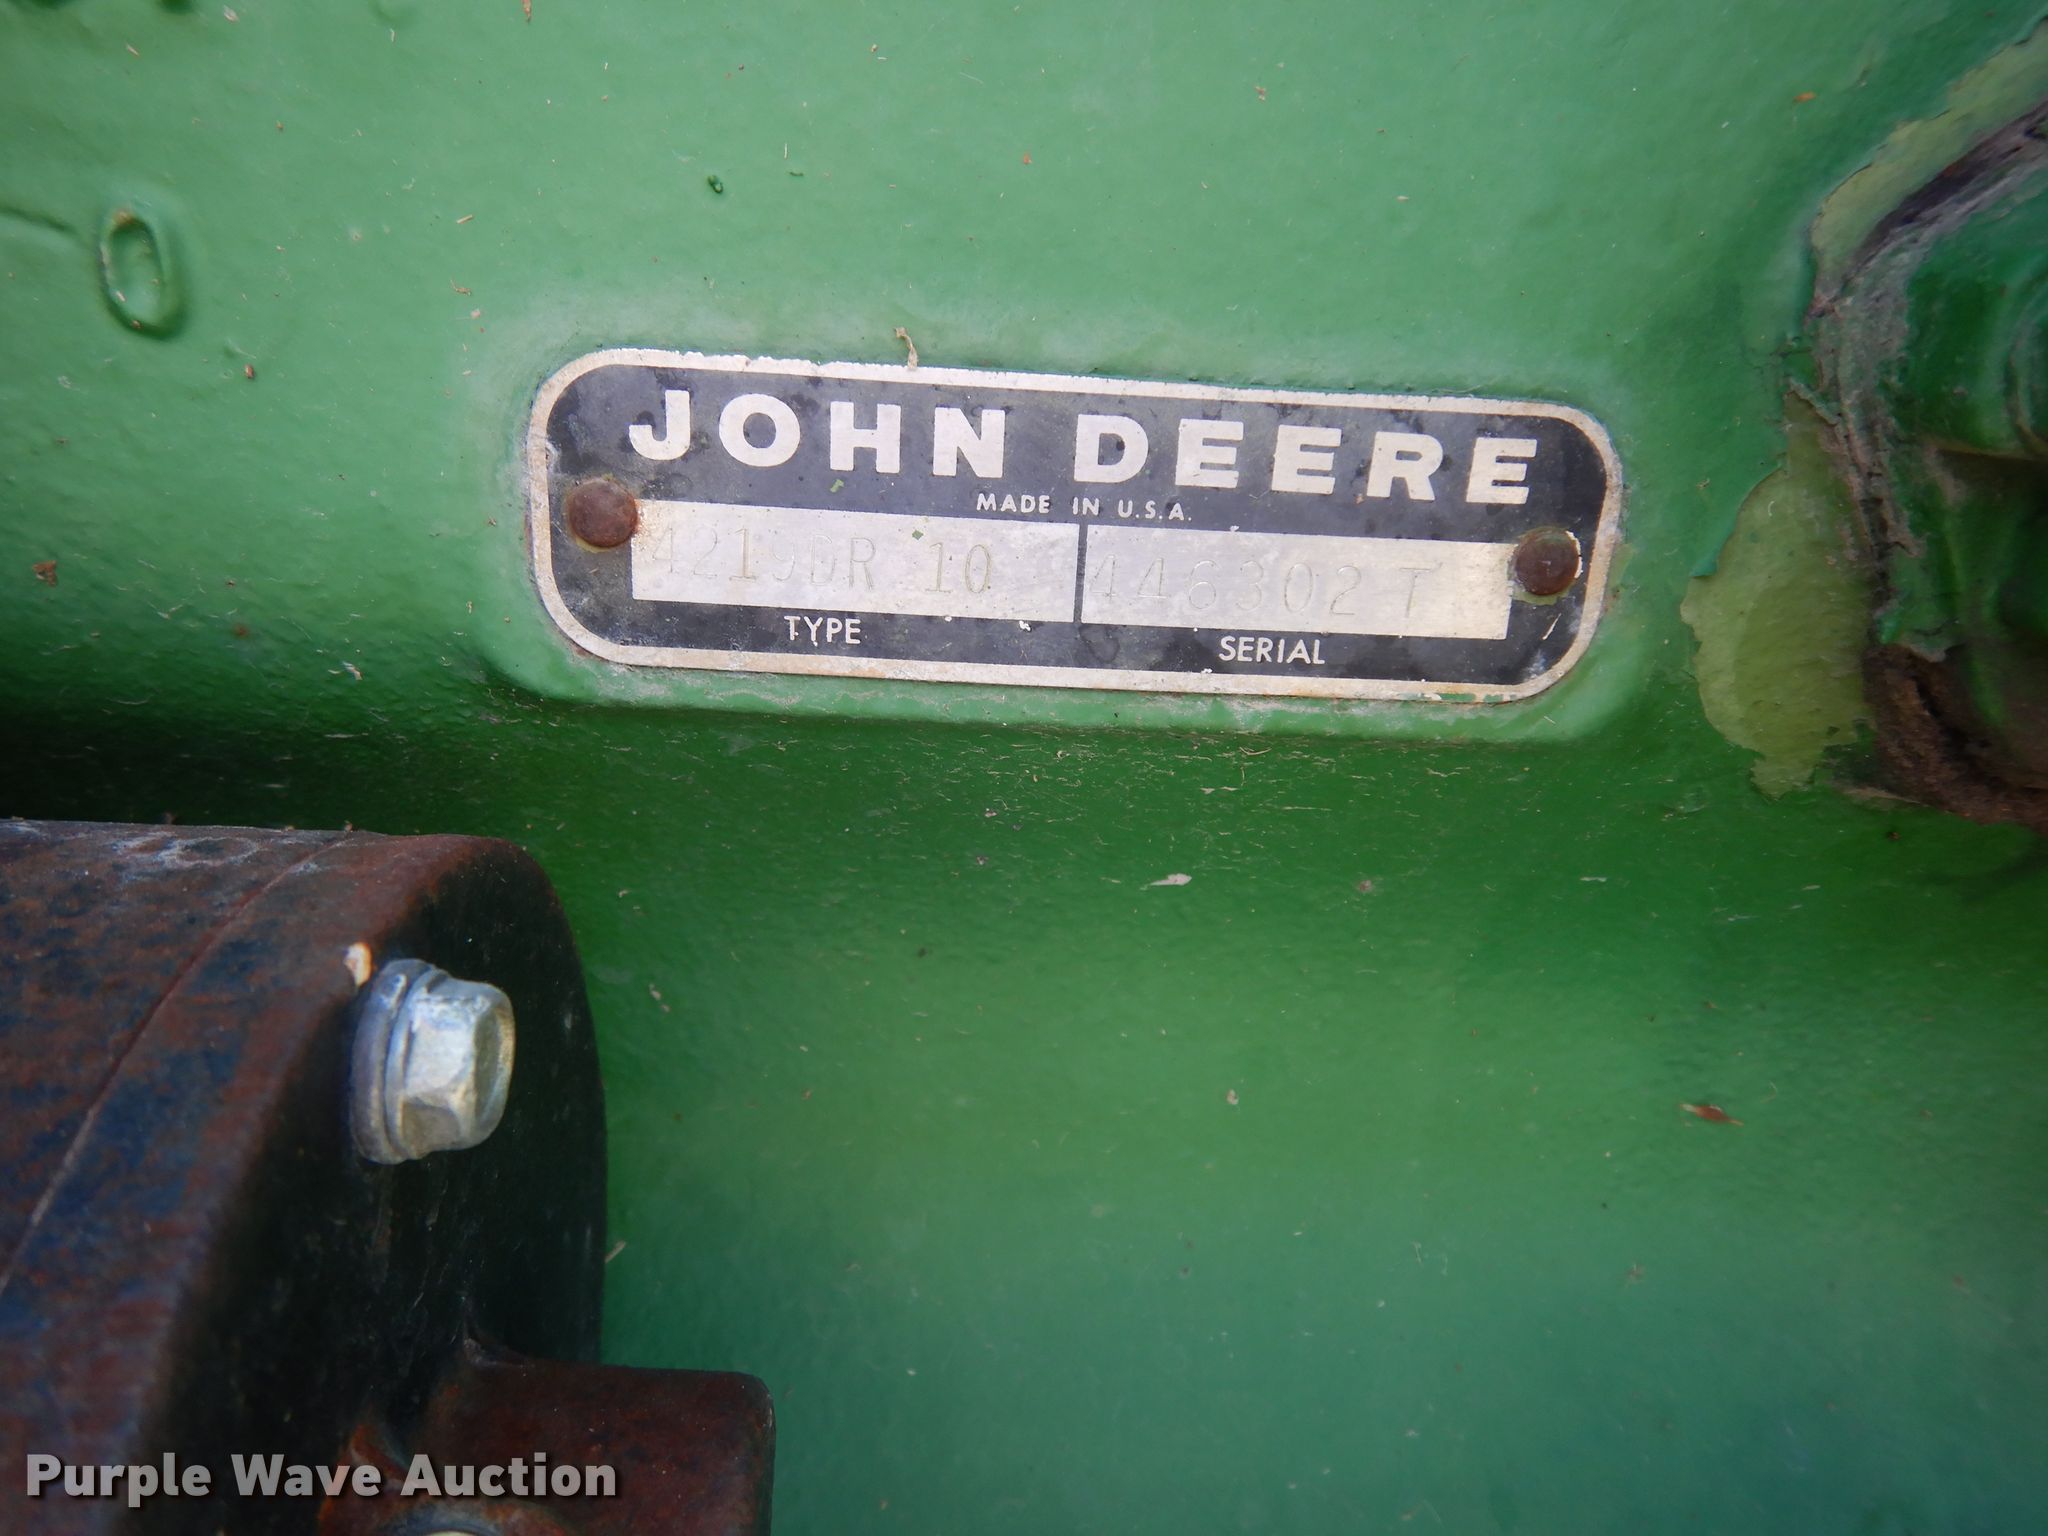 JOHN DEERE
MADE IN U.S.A.
4219DR 10 446302 T
TYPE SERIAL
Purple Wave Auction